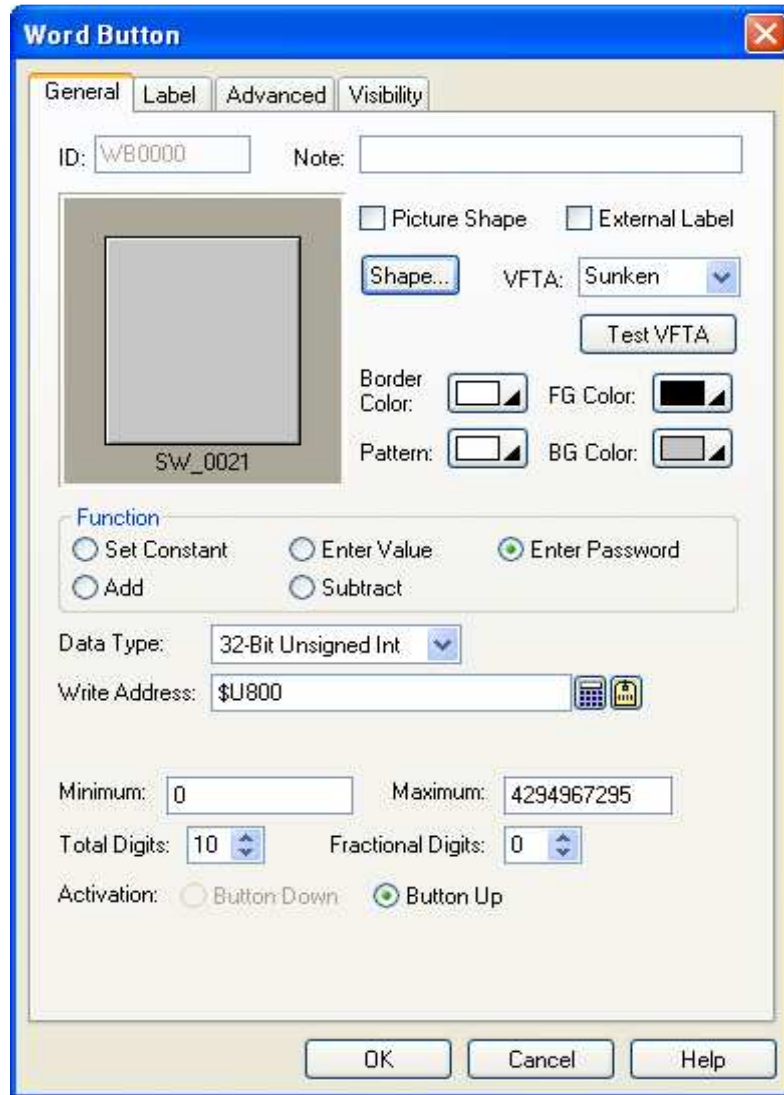 Word Button
General Label Advanced Visibility
ID: WB0000 Note:
Picture Shape External Label
Shape... VFTA: Sunken
Test VFTA
Border Color: FG Color:
Pattern: BG Color:
SW_0021
Function
Set Constant Enter Value Enter Password
Add Subtract
Data Type: 32-Bit Unsigned Int
Write Address: $U800
Minimum: 0 Maximum: 4294967295
Total Digits: 10 Fractional Digits: 0
Activation: Button Down Button Up
OK Cancel Help